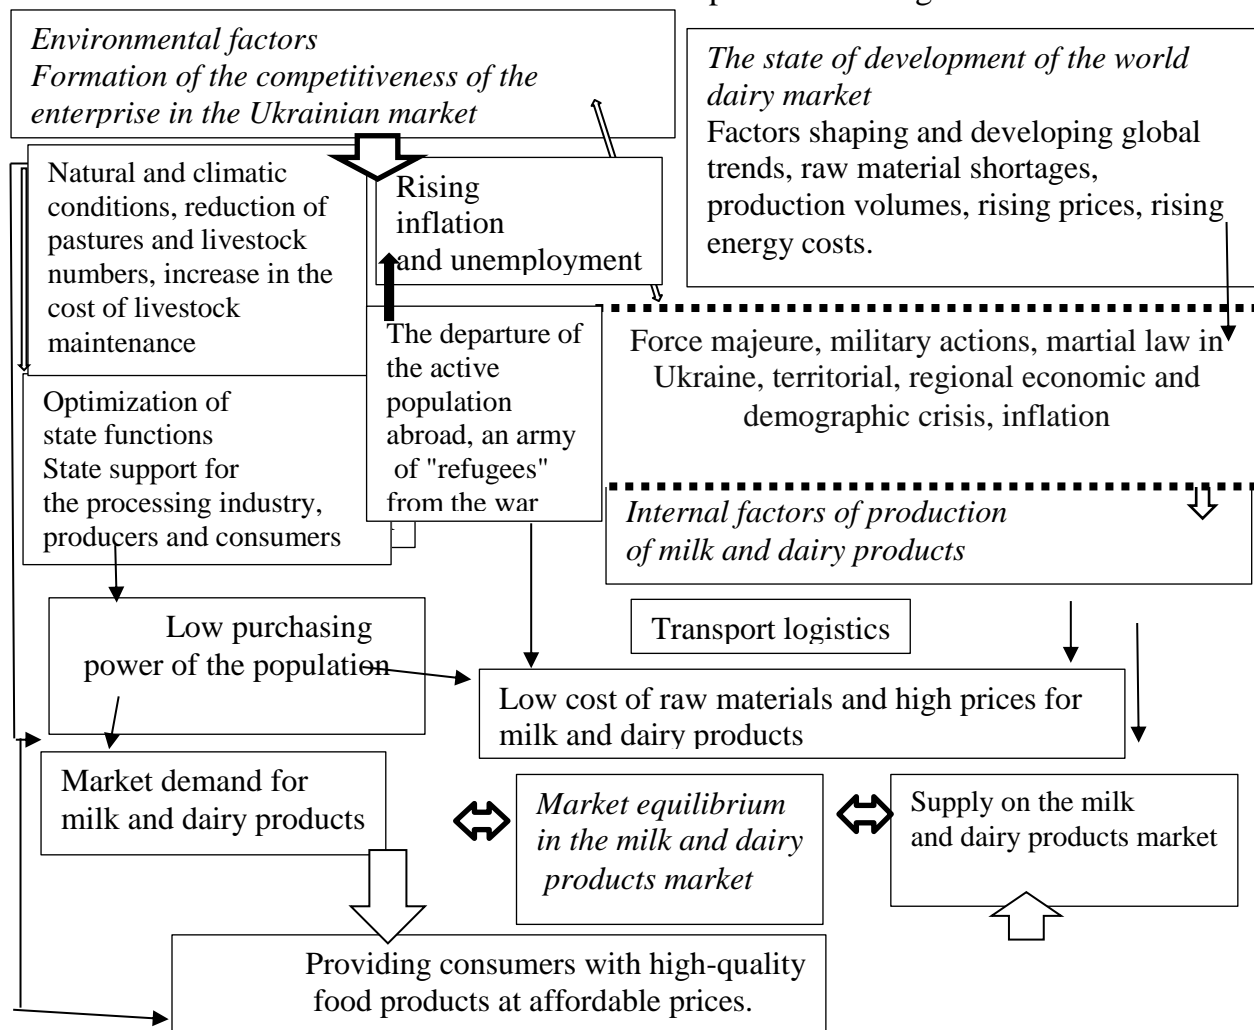 Environmental factors
Formation of the competitiveness of the
enterprise in the Ukrainian market
The state of development of the world
dairy market
Factors shaping and developing global
trends, raw material shortages,
production volumes, rising prices, rising
energy costs.
Natural and climatic
conditions, reduction of
pastures and livestock
numbers, increase in the
cost of livestock
maintenance
Rising
inflation
and unemployment
The departure of
the active
population
abroad, an army
of "refugees"
from the war
Force majeure, military actions, martial law in
Ukraine, territorial, regional economic and
demographic crisis, inflation
Optimization of
state functions
State support for
the processing industry,
producers and consumers
Internal factors of production
of milk and dairy products
Low purchasing
power of the population
Transport logistics
Low cost of raw materials and high prices for
milk and dairy products
Market demand for
milk and dairy products
Market equilibrium
in the milk and dairy
products market
Supply on the milk
and dairy products market
Providing consumers with high-quality
food products at affordable prices.